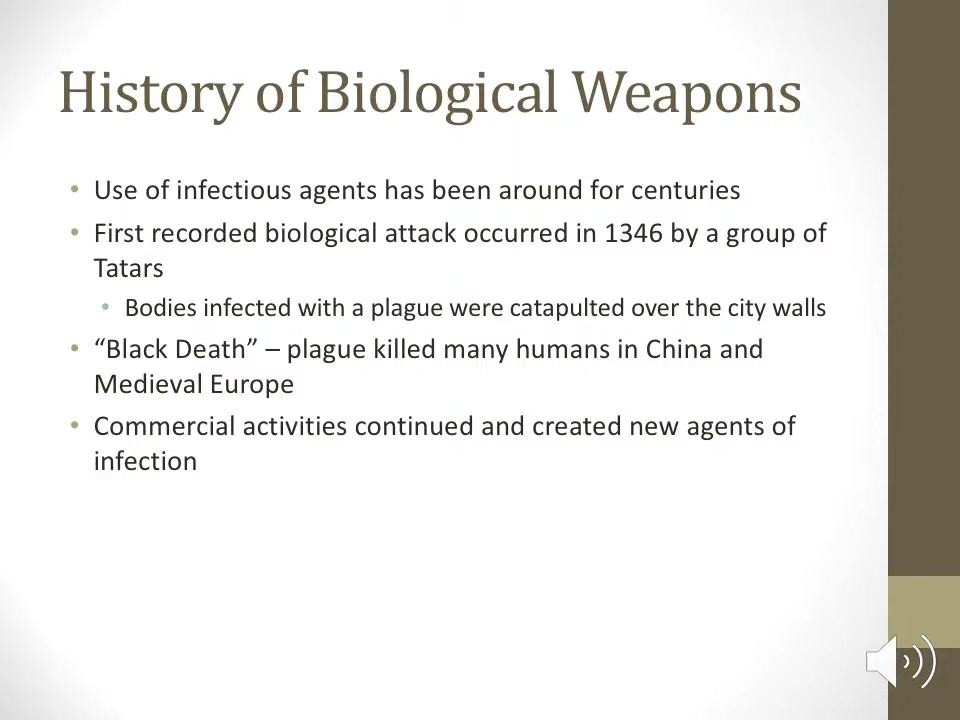 History of Biological Weapons
• Use of infectious agents has been around for centuries
• First recorded biological attack occurred in 1346 by a group of
Tatars
• Bodies infected with a plague were catapulted over the city walls
• “Black Death” – plague killed many humans in China and
Medieval Europe
• Commercial activities continued and created new agents of
infection